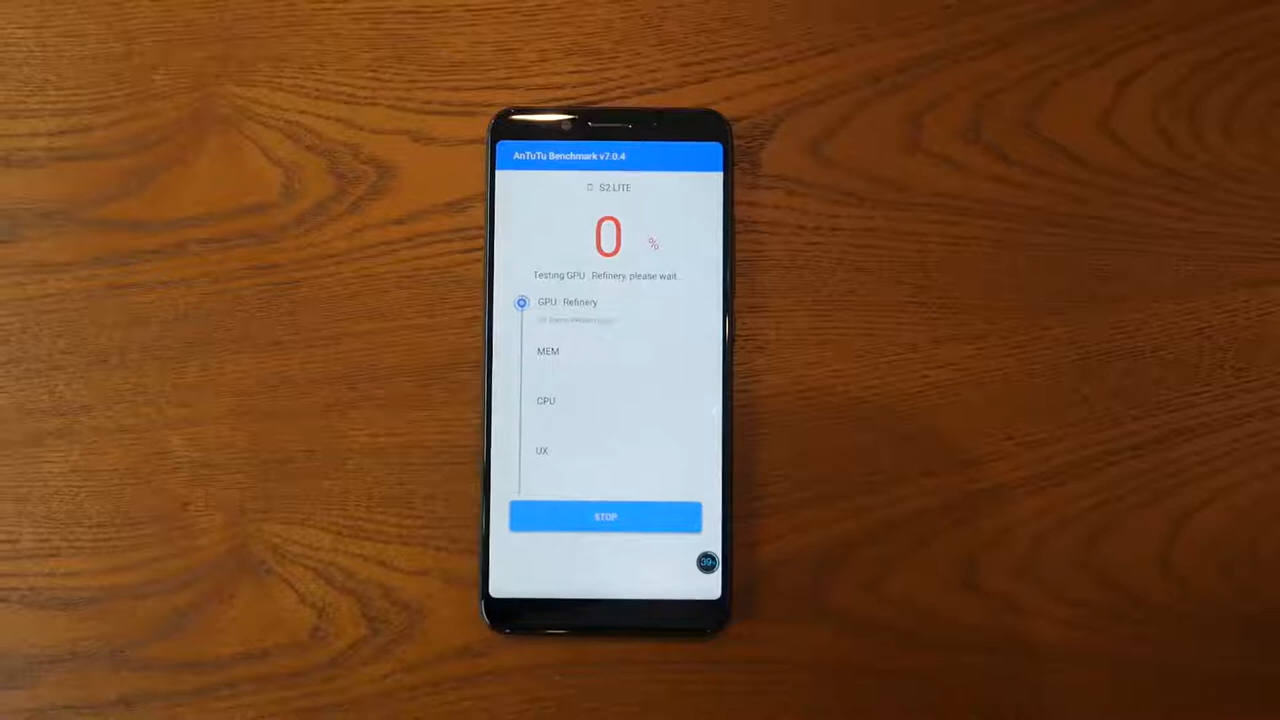 AnTuTu Benchmark v7.0.4
S2 LITE
0 %
Testing GPU Refinery, please wait..
GPU Refinery
MEM
CPU
UX
STOP
39%